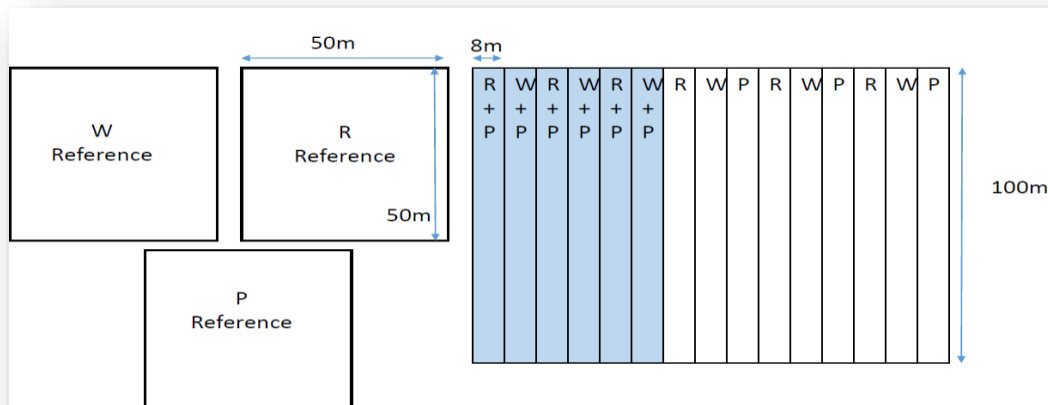 50m
8m
W
Reference
R
Reference
50m
P
Reference
R W R W R W R W P R W P R W P
+ + + + + +
P P P P P P
100m